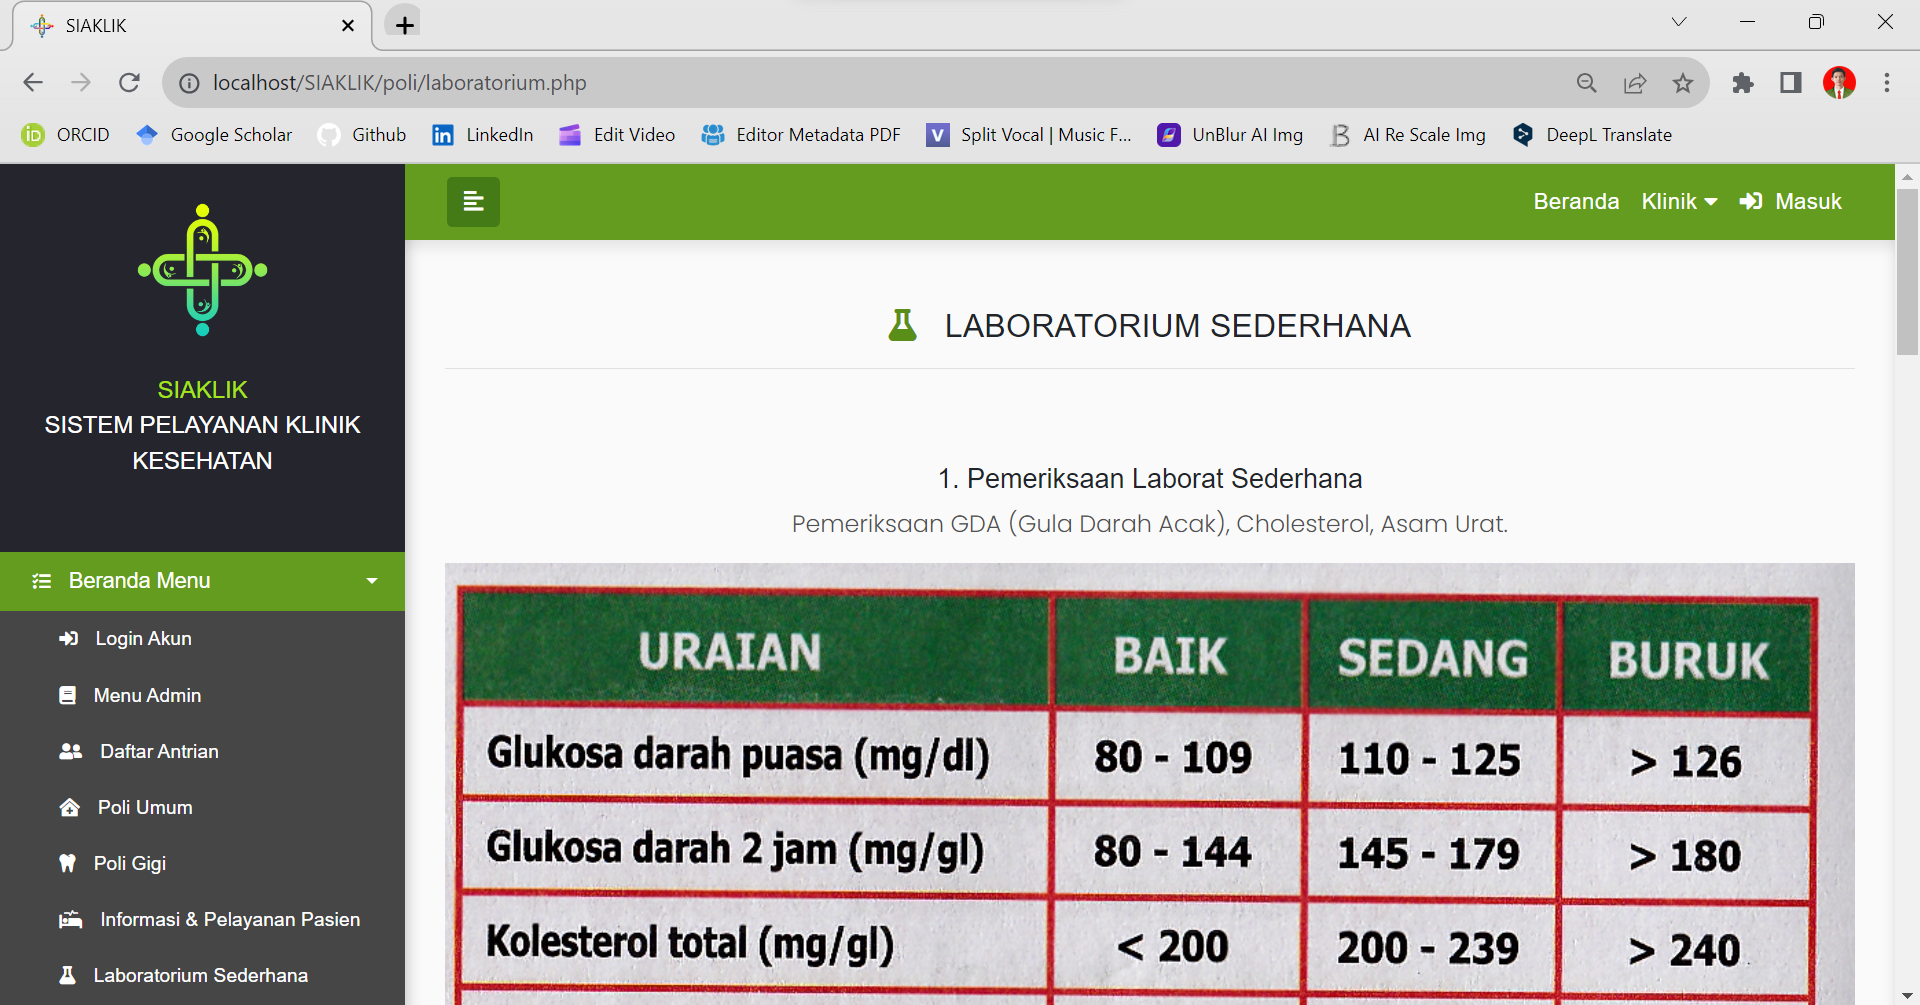 SIAKLIK
localhost/SIAKLIK/poli/laboratorium.php
ORCID Google Scholar Github LinkedIn Edit Video Editor Metadata PDF Split Vocal | Music F... UnBlur AI Img AI Re Scale Img DeepL Translate
Beranda Klinik Masuk
SIAKLIK
SISTEM PELAYANAN KLINIK
KESEHATAN
Beranda Menu
Login Akun
Menu Admin
Daftar Antrian
Poli Umum
Poli Gigi
Informasi & Pelayanan Pasien
Laboratorium Sederhana
LABORATORIUM SEDERHANA
1. Pemeriksaan Laborat Sederhana
Pemeriksaan GDA (Gula Darah Acak), Cholesterol, Asam Urat.
URAIAN BAIK SEDANG BURUK
Glukosa darah puasa (mg/dl) 80 - 109 110 - 125 > 126
Glukosa darah 2 jam (mg/gl) 80 - 144 145 - 179 > 180
Kolesterol total (mg/gl) < 200 200 - 239 > 240